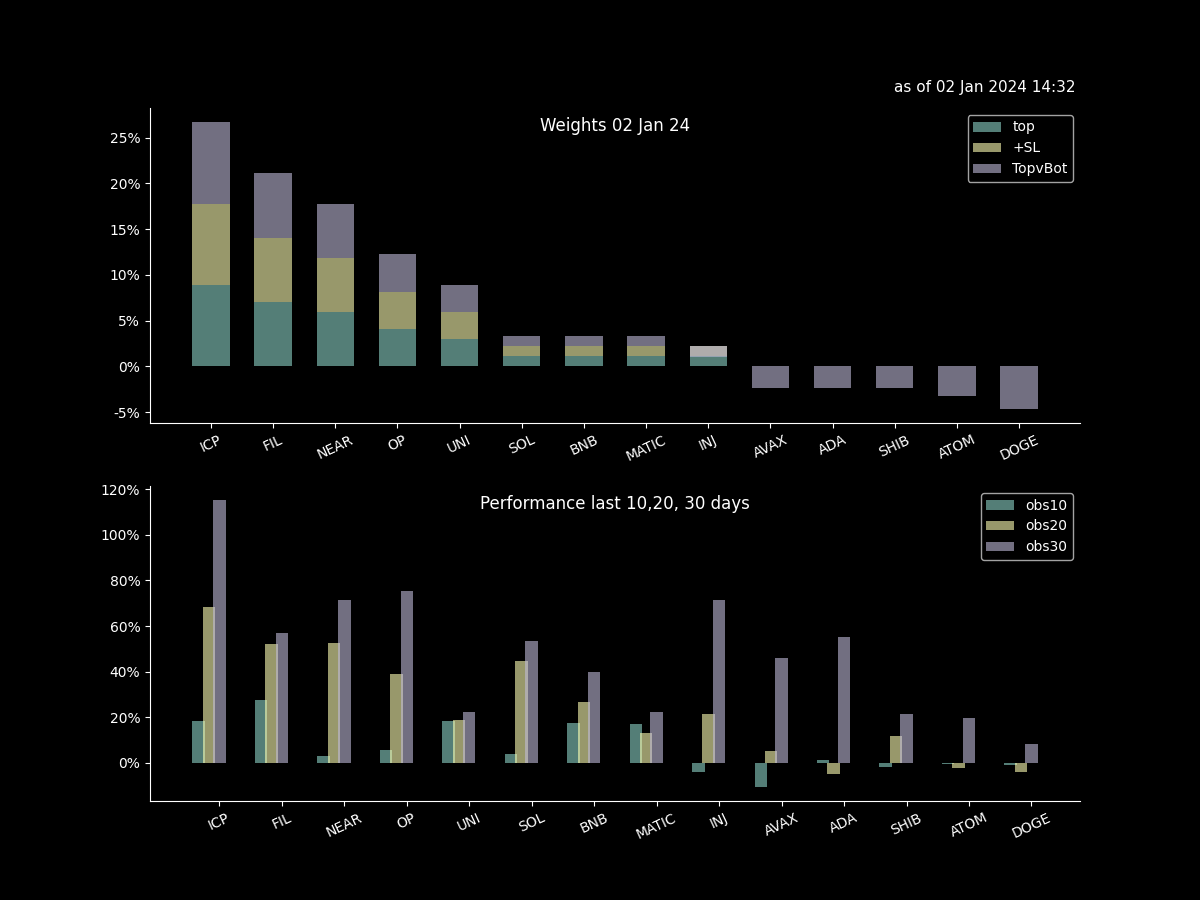 as of 02 Jan 2024 14:32
Weights 02 Jan 24
top
+SL
TopvBot
25%
20%
15%
10%
5%
0%
-5%
ICP FIL NEAR OP UNI SOL BNB MATIC INJ AVAX ADA SHIB ATOM DOGE
Performance last 10,20, 30 days
obs10
obs20
obs30
120%
100%
80%
60%
40%
20%
0%
ICP FIL NEAR OP UNI SOL BNB MATIC INJ AVAX ADA SHIB ATOM DOGE